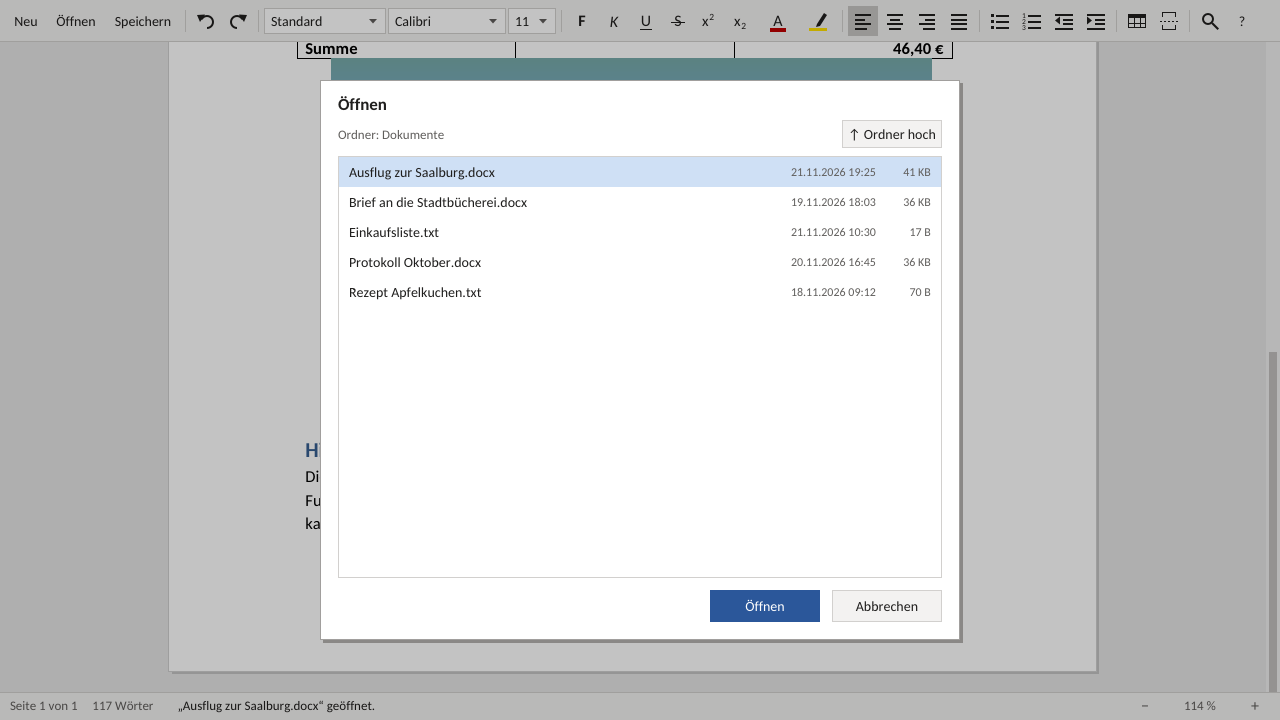 Neu Öffnen Speichern Standard Calibri 11 F K U S x² x₂ A ?
Summe 46,40 €
Öffnen
Ordner: Dokumente ↑ Ordner hoch
Ausflug zur Saalburg.docx 21.11.2026 19:25 41 KB
Brief an die Stadtbücherei.docx 19.11.2026 18:03 36 KB
Einkaufsliste.txt 21.11.2026 10:30 17 B
Protokoll Oktober.docx 20.11.2026 16:45 36 KB
Rezept Apfelkuchen.txt 18.11.2026 09:12 70 B
Di
Fu
ka
Öffnen Abbrechen
Seite 1 von 1 117 Wörter „Ausflug zur Saalburg.docx“ geöffnet. − 114 % +